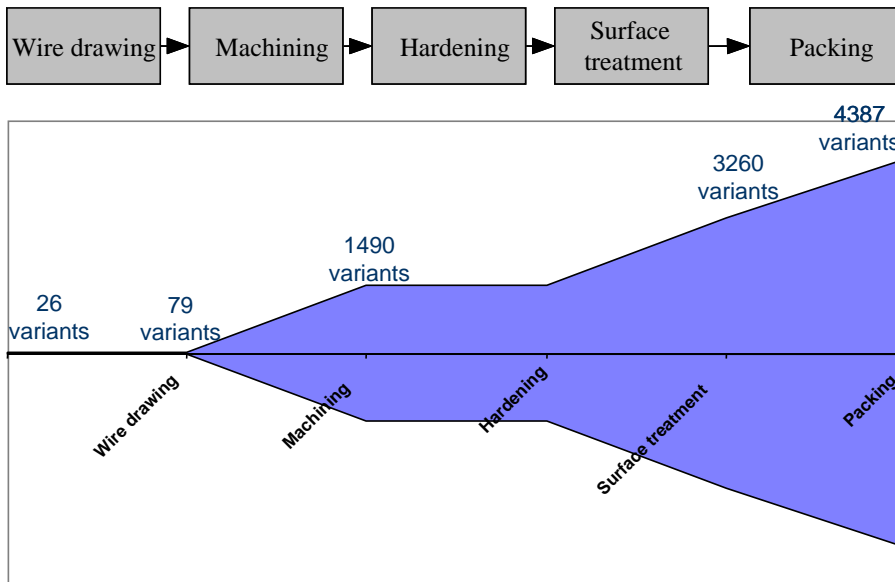 Wire drawing
Machining
Hardening
Surface
treatment
Packing
4387
variants
3260
variants
1490
variants
26
variants
79
variants
Wire drawing
Machining
Hardening
Surface treatment
Packing